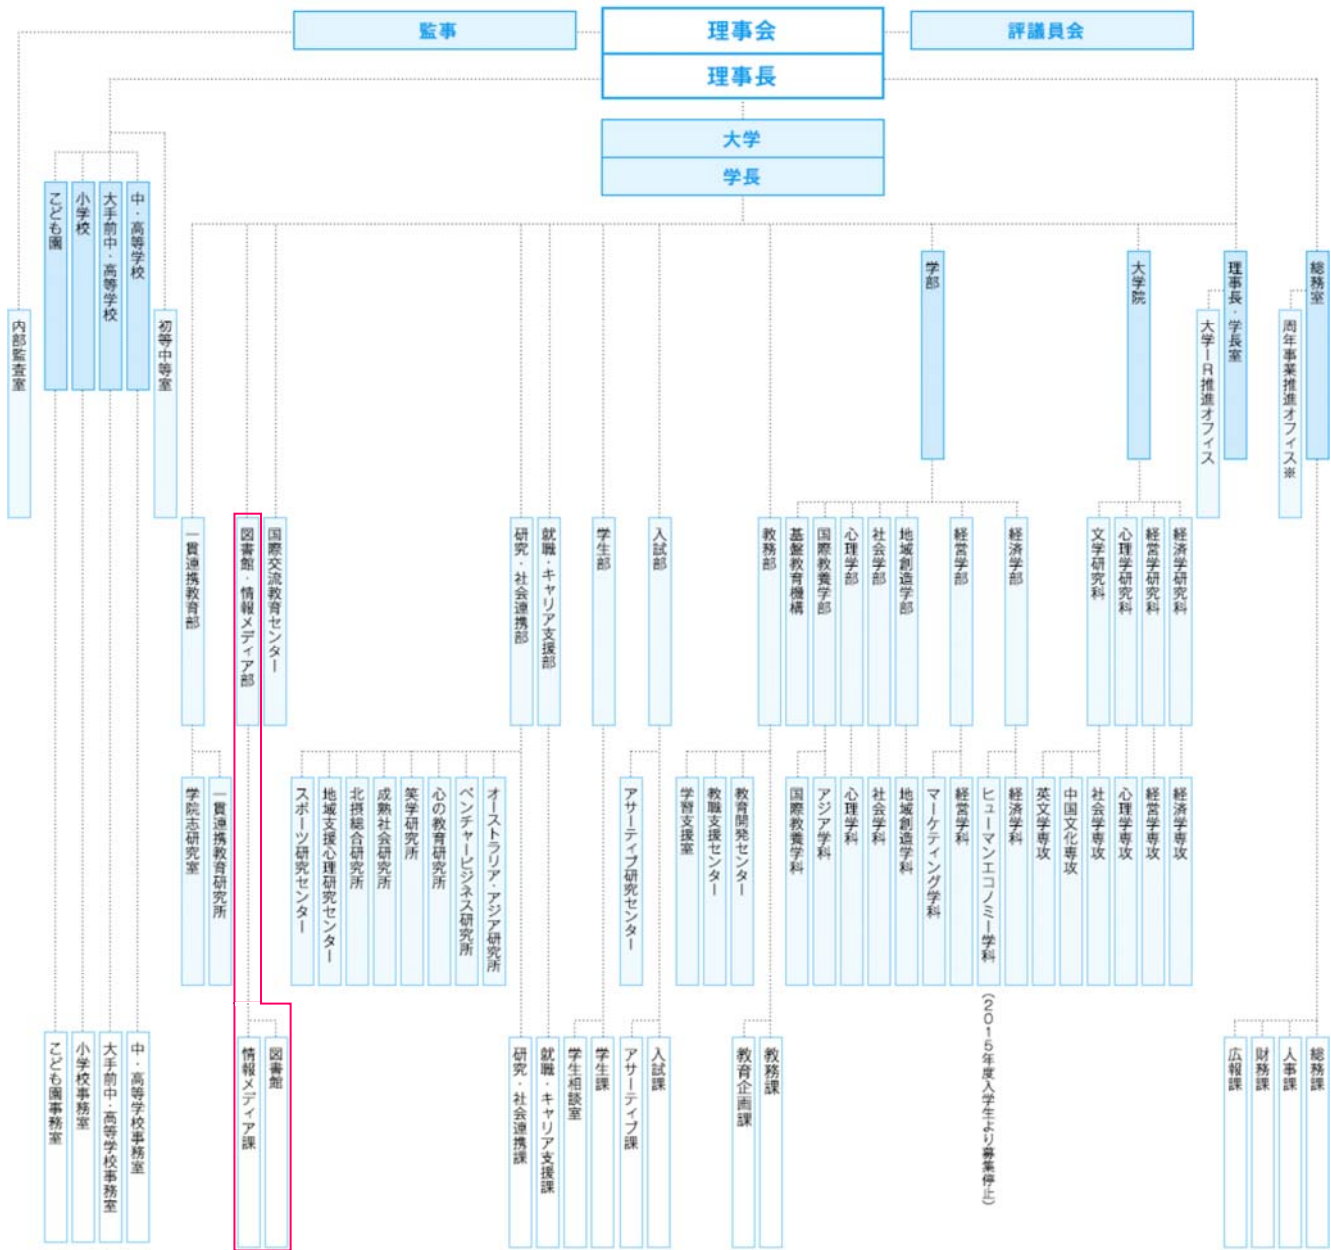 監事
理事会
評議員会
理事長
大学
学長
総務室
周年事業推進オフィス※
理事長・学長室
大学IR推進オフィス
大学院
学部
中・高等学校
大手前中・高等学校
小学校
こども園
初等中等室
内部監査室
経済学研究科
経営学研究科
心理学研究科
文学研究科
経済学部
経営学部
地域創造学部
社会学部
心理学部
国際教養学部
基盤教育機構
教務部
入試部
学生部
就職・キャリア支援部
研究・社会連携部
国際交流教育センター
図書館・情報メディア部
一貫連携教育部
経済学専攻
経営学専攻
心理学専攻
社会学専攻
中国文化専攻
英文学専攻
経済学科
ヒューマンエコノミー学科
(2015年度入学生より募集停止)
経営学科
マーケティング学科
地域創造学科
社会学科
心理学科
アジア学科
国際教養学科
教育開発センター
教職支援センター
学習支援室
アサーティブ研究センター
オーストラリア・アジア研究所
ベンチャービジネス研究所
心の教育研究所
笑学研究所
成熟社会研究所
北摂総合研究所
地域支援心理研究センター
スポーツ研究センター
一貫連携教育研究所
学院志研究室
総務課
人事課
財務課
広報課
教務課
教育企画課
入試課
アサーティブ課
学生課
学生相談室
就職・キャリア支援課
研究・社会連携課
図書館
情報メディア課
中・高等学校事務室
大手前中・高等学校事務室
小学校事務室
こども園事務室